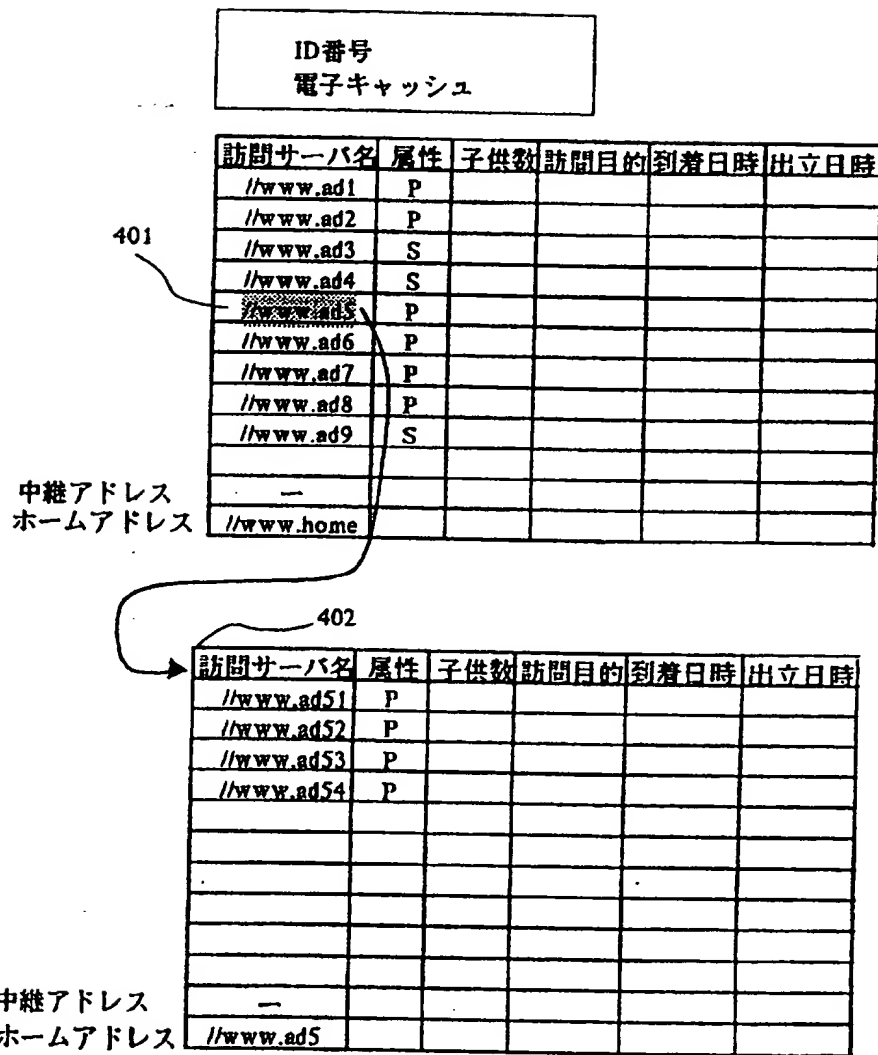 ID番号
電子キャッシュ
訪問サーバ名 属性 子供数 訪問目的 到着日時 出立日時
//www.ad1 P
//www.ad2 P
401
//www.ad3 S
//www.ad4 S
//www.ad5 P
//www.ad6 P
//www.ad7 P
//www.ad8 P
//www.ad9 S
中継アドレス —
ホームアドレス //www.home
402
訪問サーバ名 属性 子供数 訪問目的 到着日時 出立日時
//www.ad51 P
//www.ad52 P
//www.ad53 P
//www.ad54 P
中継アドレス —
ホームアドレス //www.ad5